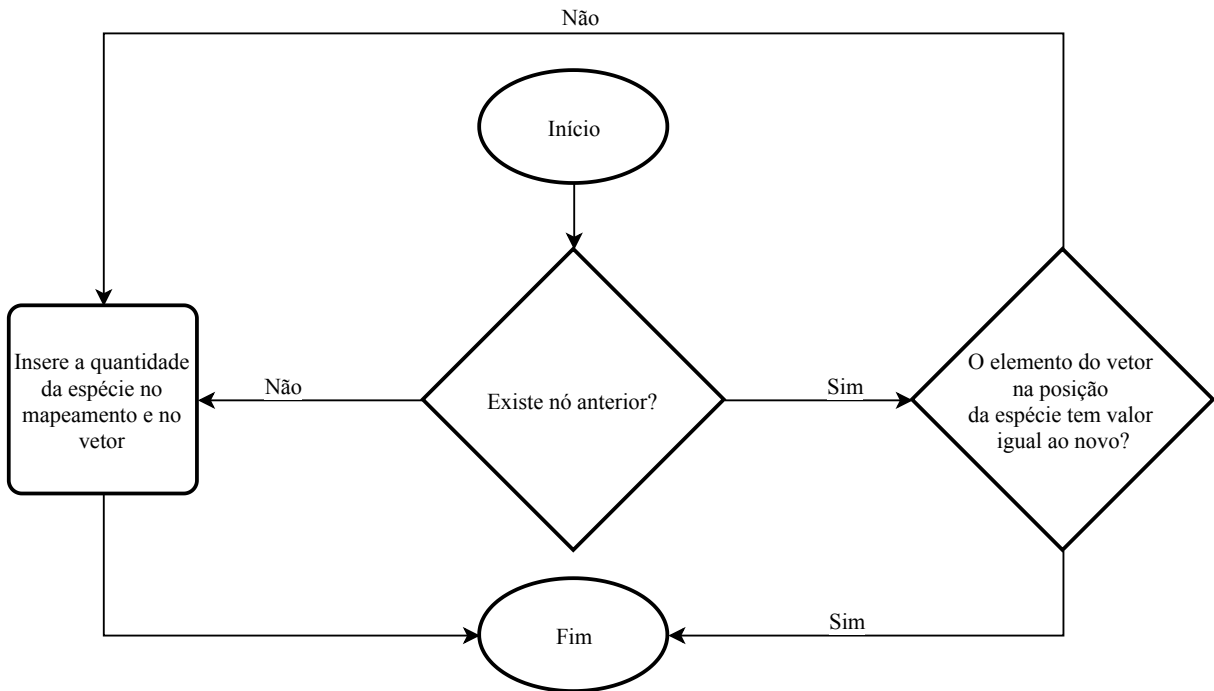 Não
Início
Insere a quantidade
da espécie no
mapeamento e no
vetor
Não
Existe nó anterior?
Sim
O elemento do vetor
na posição
da espécie tem valor
igual ao novo?
Fim
Sim